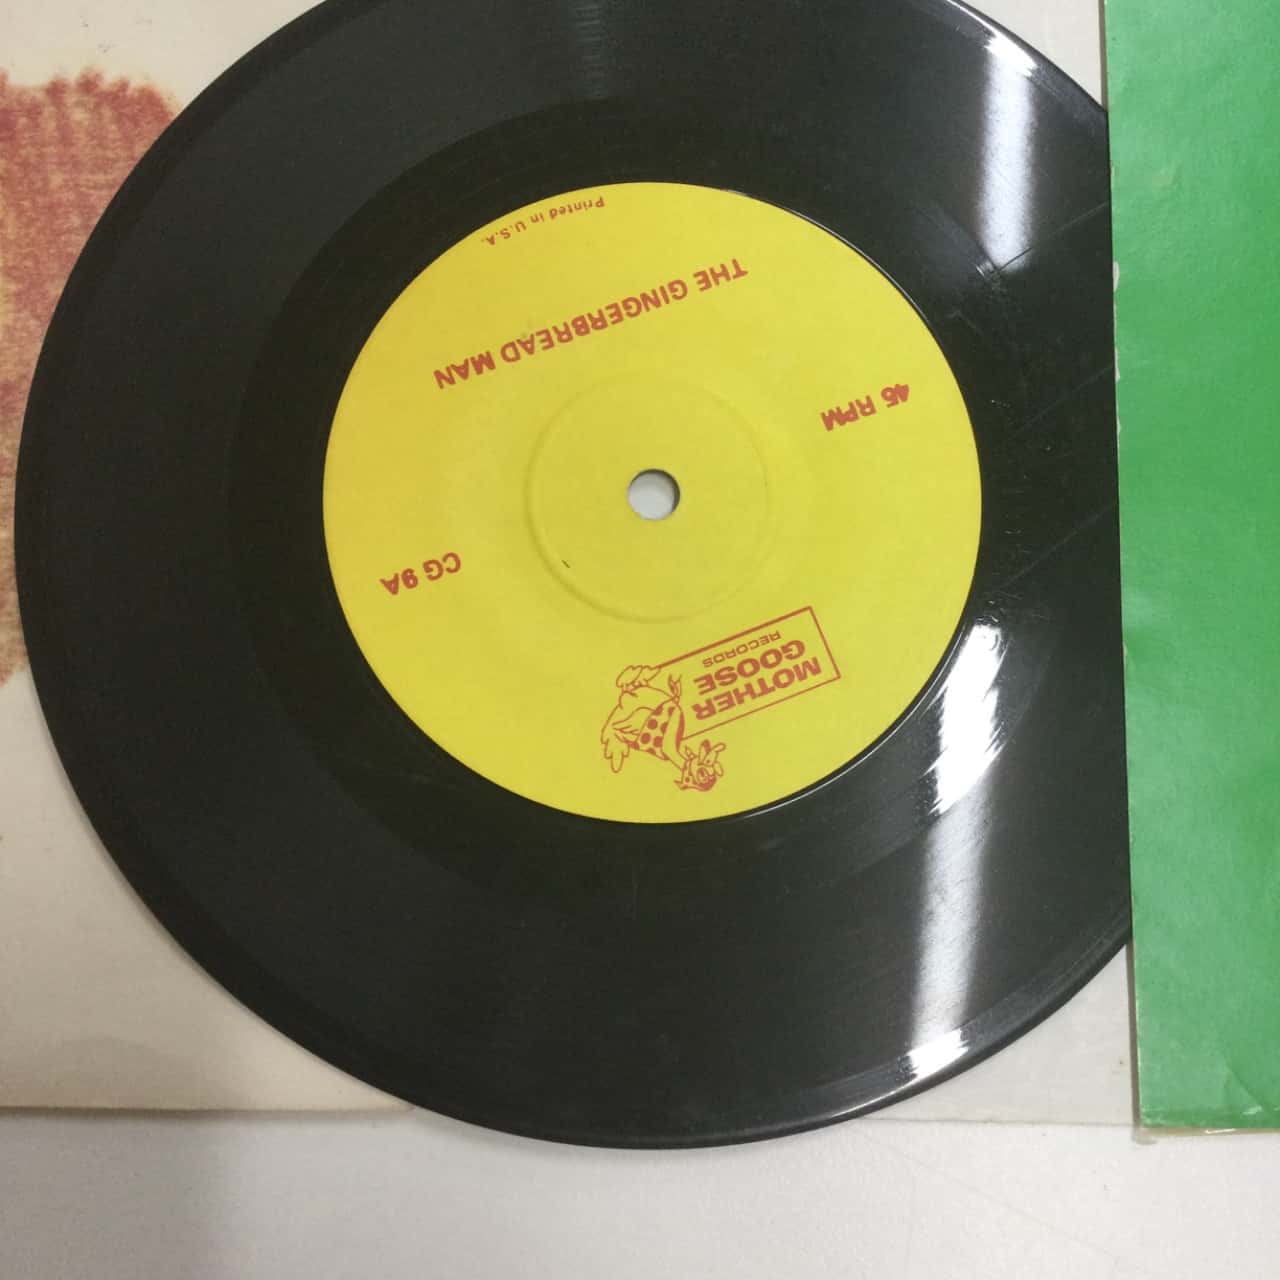 MOTHER
GOOSE
RECORDS
45 RPM
CG 9A
THE GINGERBREAD MAN
Printed in U.S.A.